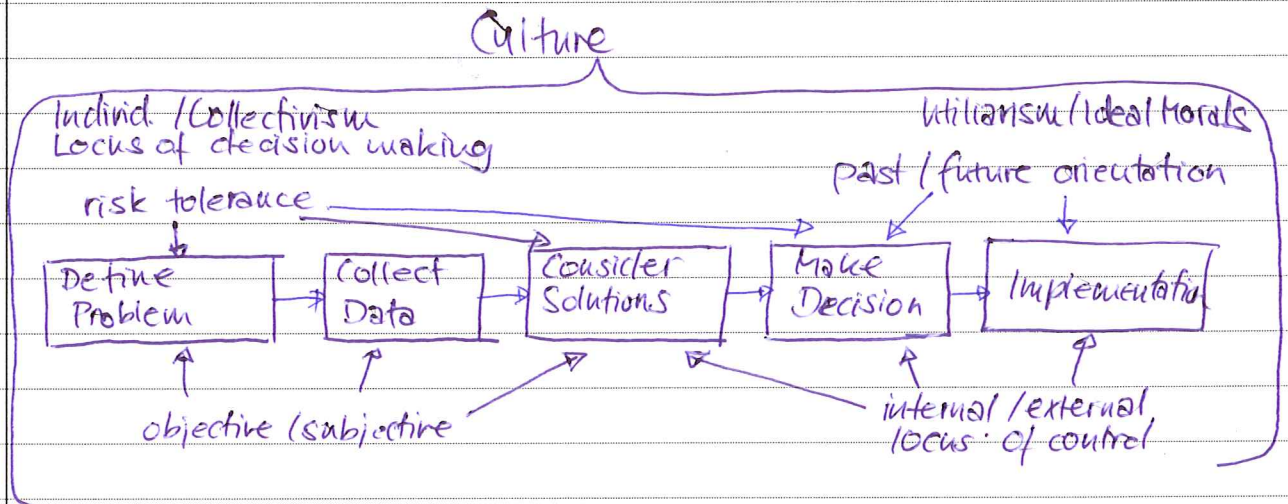 Culture
Individ. / Collectivism
Locus of decision making
Utiliarism / Ideal Morals
past / future orientation
risk tolerance
Define
Problem
Collect
Data
Consider
Solutions
Make
Decision
Implementation
objective / subjective
internal / external
locus of control